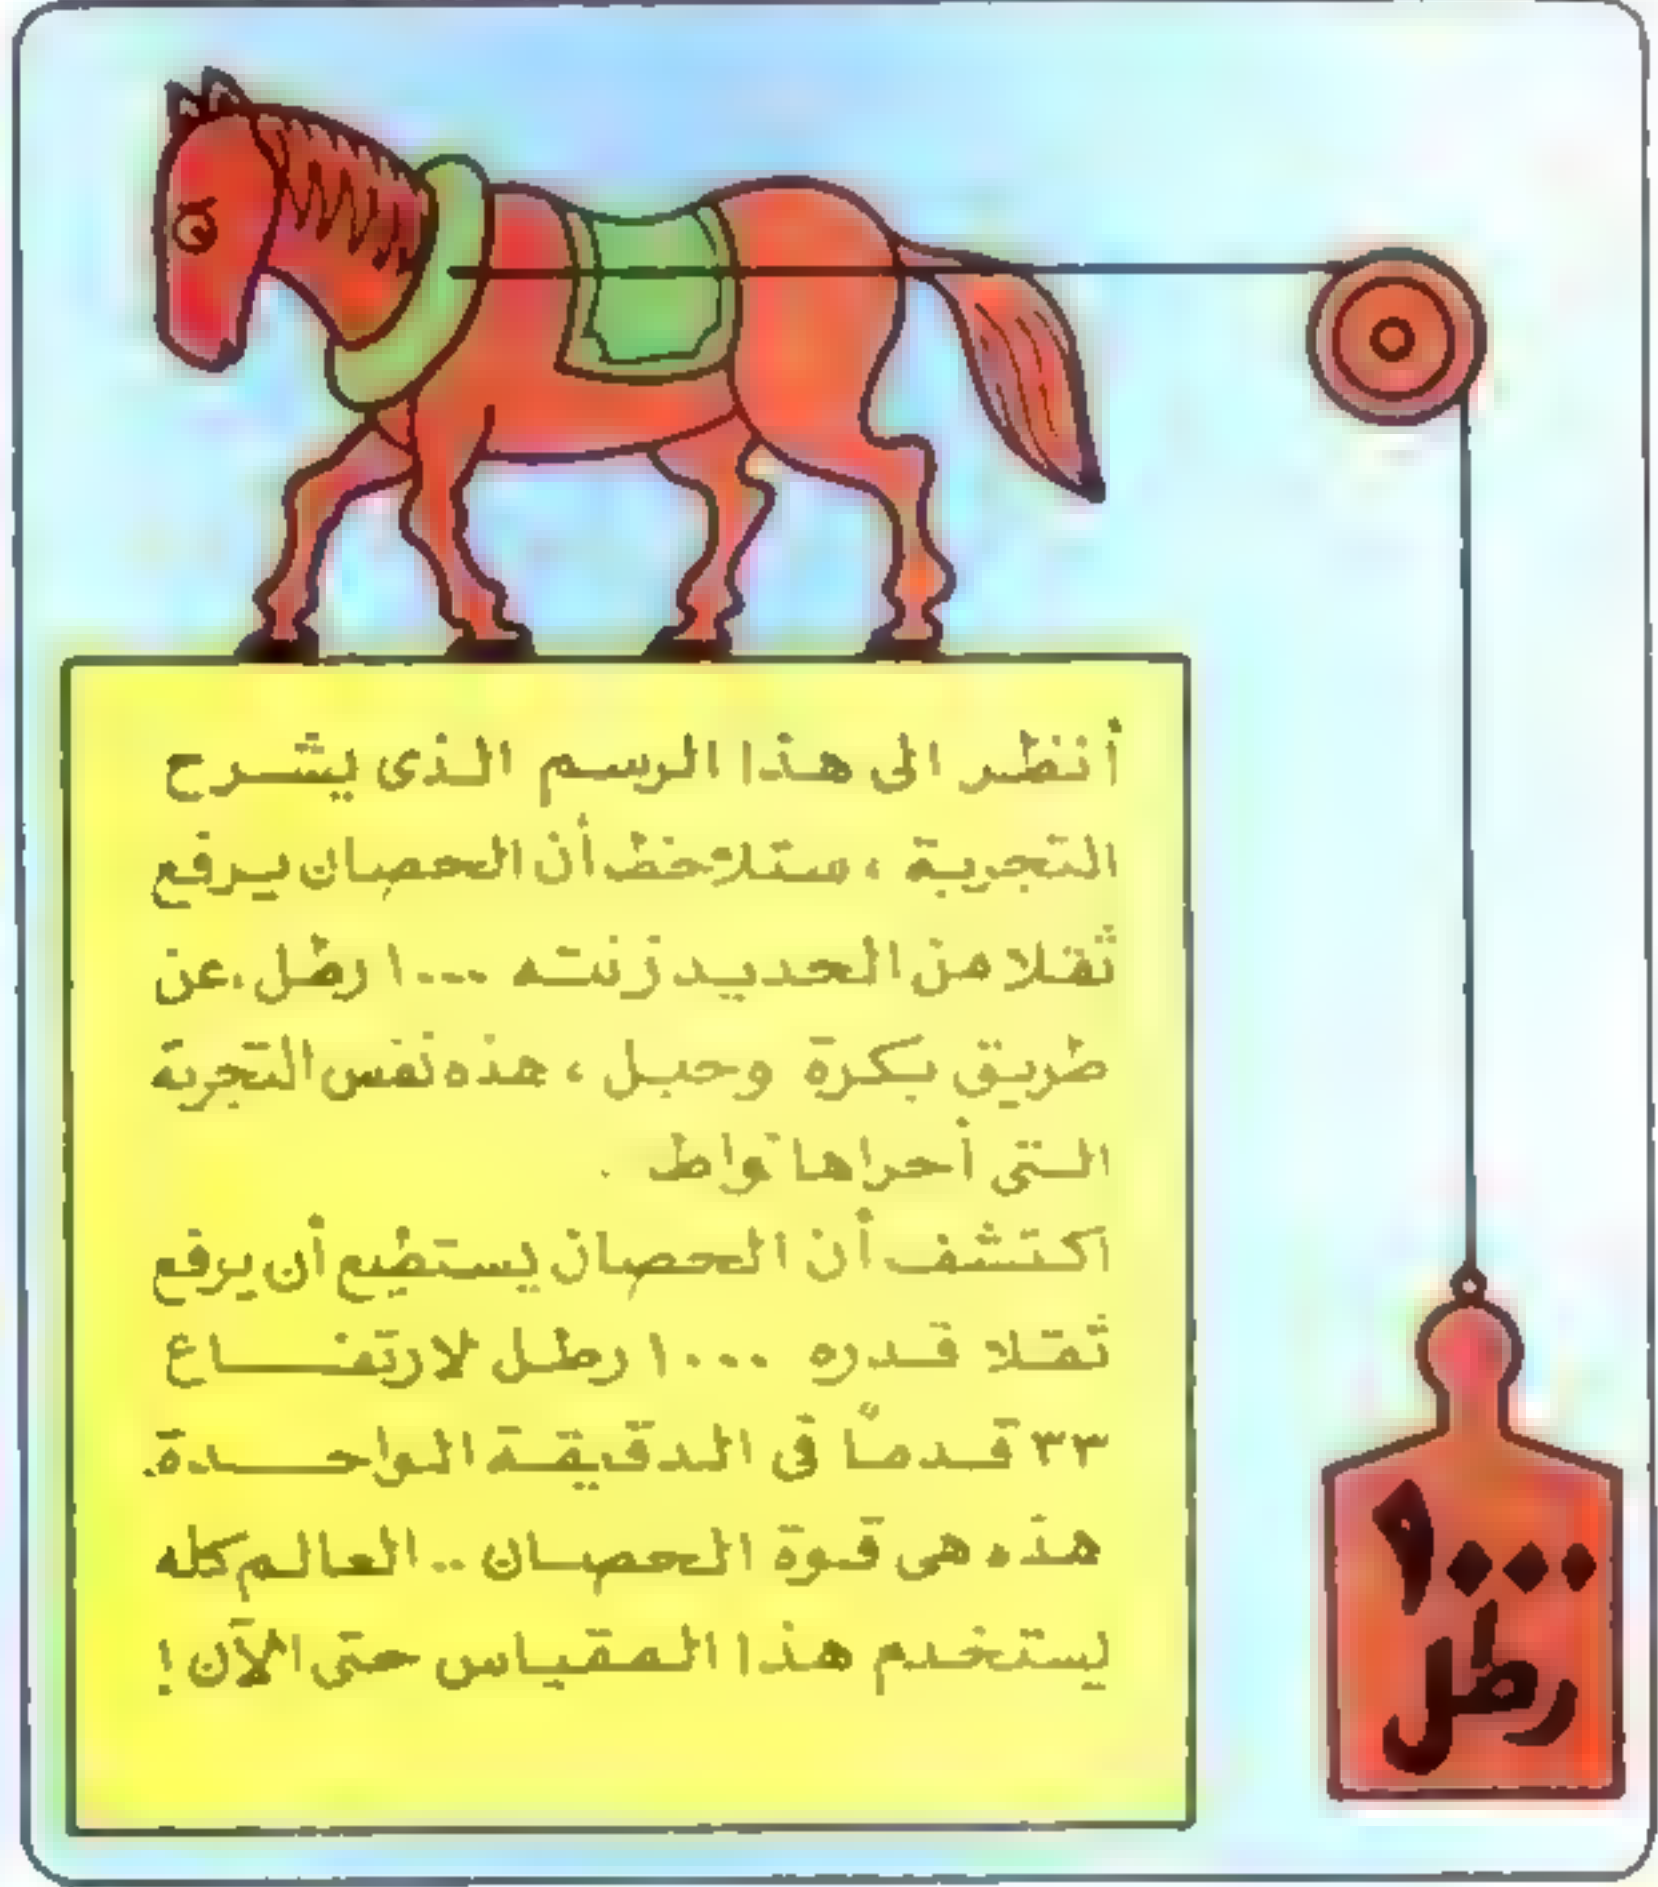 أنظر الى هذا الرسم الذى يشرح
التجربة ، ستلاحظ أن الحصان يرفع
ثقلا من الحديد زنته ١٠٠٠ رطل ، عن
طريق بكرة وحبل ، هذه نفس التجربة
التى أجراها واط .
اكتشف أن الحصان يستطيع أن يرفع
ثقلا قدره ١٠٠٠ رطل لارتفاع
٣٣ قدماً فى الدقيقة الواحدة.
هذه هى قوة الحصان .. العالم كله
يستخدم هذا المقياس حتى الآن !
١٠٠٠
رطل